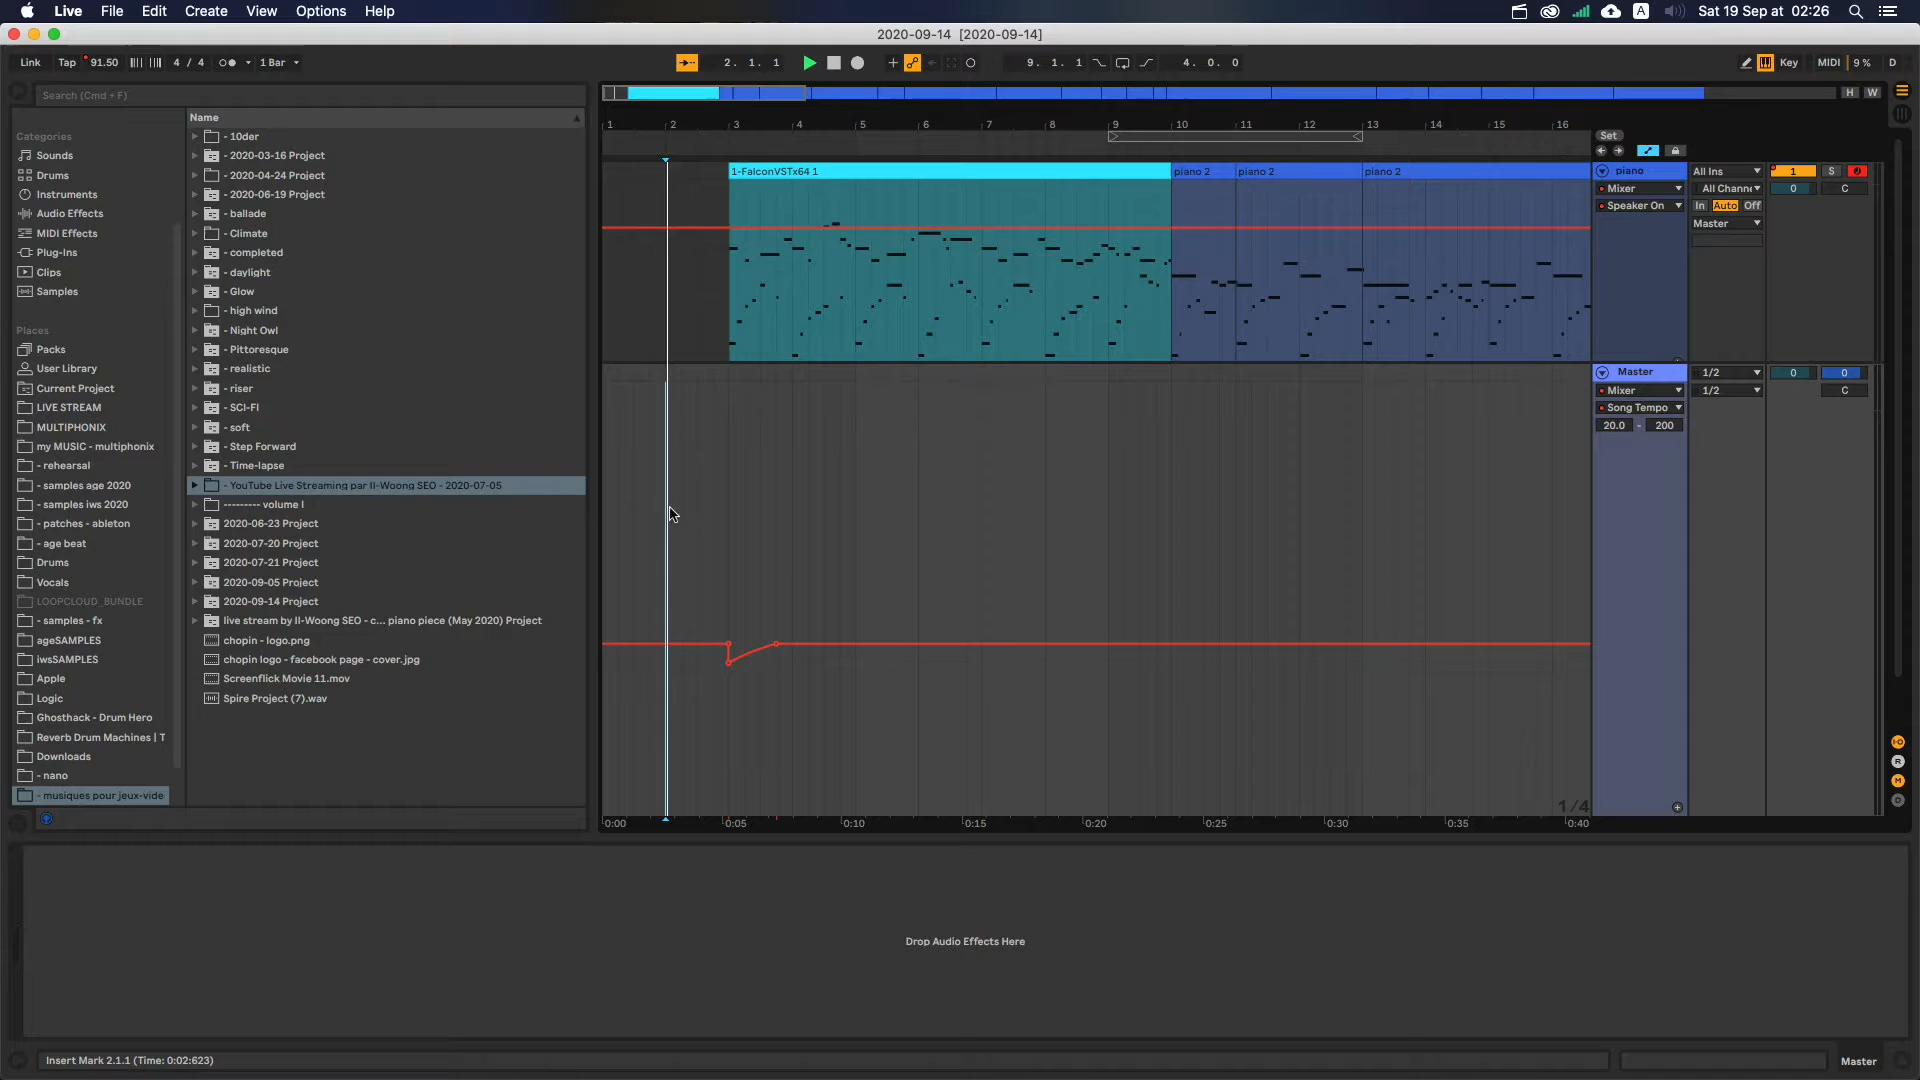 Live File Edit Create View Options Help
A Sat 19 Sep at 02:26
2020-09-14 [2020-09-14]
Link Tap 91.50 4 / 4 1 Bar 2. 1. 1 9. 1. 1 4. 0. 0 Key MIDI 9 % D
Search (Cmd + F)
H W
Name
Categories
Sounds
Drums
Instruments
Audio Effects
MIDI Effects
Plug-Ins
Clips
Samples
Places
Packs
User Library
Current Project
LIVE STREAM
MULTIPHONIX
my MUSIC - multiphonix
- rehearsal
- samples age 2020
- samples iws 2020
- patches - ableton
- age beat
Drums
Vocals
LOOPCLOUD_BUNDLE
- samples - fx
ageSAMPLES
iwsSAMPLES
Apple
Logic
Ghosthack - Drum Hero
Reverb Drum Machines | T
Downloads
- nano
- musiques pour jeux-vide
- 10der
- 2020-03-16 Project
- 2020-04-24 Project
- 2020-06-19 Project
- ballade
- Climate
- completed
- daylight
- Glow
- high wind
- Night Owl
- Pittoresque
- realistic
- riser
- SCI-FI
- soft
- Step Forward
- Time-lapse
- YouTube Live Streaming par Il-Woong SEO - 2020-07-05
--------- volume I
2020-06-23 Project
2020-07-20 Project
2020-07-21 Project
2020-09-05 Project
2020-09-14 Project
live stream by Il-Woong SEO - c... piano piece (May 2020) Project
chopin - logo.png
chopin logo - facebook page - cover.jpg
Screenflick Movie 11.mov
Spire Project (7).wav
1 2 3 4 5 6 7 8 9 10 11 12 13 14 15 16
Set
1-FalconVSTx64 1 piano 2 piano 2 piano 2
piano All Ins 1 S
Mixer All Channe 0 C
Speaker On In Auto Off
Master
Master 1/2 0 0
Mixer 1/2 C
Song Tempo
20.0 - 200
1/4
0:00 0:05 0:10 0:15 0:20 0:25 0:30 0:35 0:40
I·O
R
M
D
Drop Audio Effects Here
Insert Mark 2.1.1 (Time: 0:02:623)
Master